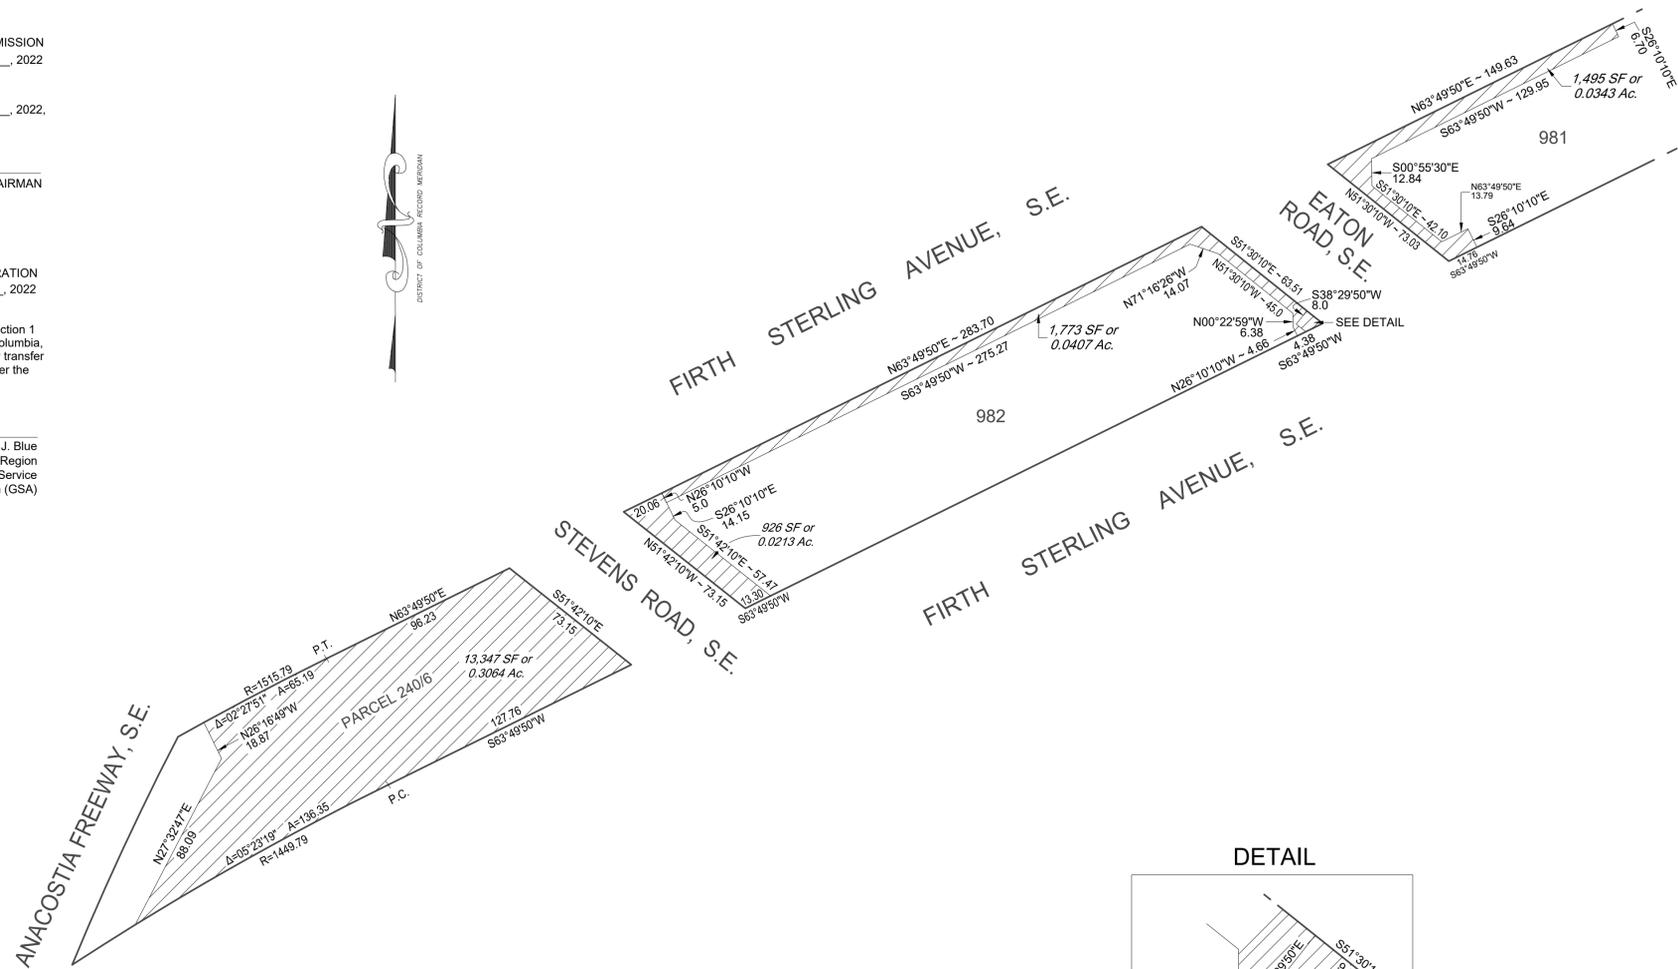 MISSION
__, 2022
__, 2022,
AIRMAN
RATION
_, 2022
ction 1
olumbia,
transfer
er the
J. Blue
Region
Service
(GSA)
DISTRICT OF COLUMBIA RECORD MERIDIAN
FIRTH STERLING AVENUE, S.E.
EATON
ROAD, S.E.
N63°49'50"E ~ 149.63
S26°10'10"E
6.70
1,495 SF or
0.0343 Ac.
S63°49'50"W ~ 129.95
981
S00°55'30"E
12.84
S51°30'10"E ~ 42.10
N51°30'10"W ~ 73.03
N63°49'50"E
13.79
S26°10'10"E
9.64
14.76
S63°49'50"W
S51°30'10"E ~ 63.51
N51°30'10"W ~ 45.0
N71°16'26"W
14.07
S38°29'50"W
8.0
SEE DETAIL
N00°22'59"W
6.38
N26°10'10"W ~ 4.66
4.38
S63°49'50"W
N63°49'50"E ~ 283.70
S63°49'50"W ~ 275.27
1,773 SF or
0.0407 Ac.
982
20.06
N26°10'10"W
5.0
S26°10'10"E
14.15
926 SF or
0.0213 Ac.
S51°42'10"E ~ 57.47
N51°42'10"W ~ 73.15
13.30
S63°49'50"W
STEVENS ROAD, S.E.
FIRTH STERLING AVENUE, S.E.
N63°49'50"E
96.23
S51°42'10"E
73.15
P.T.
R=1515.79
Δ=02°27'51" A=65.19
N26°16'49"W
18.87
PARCEL 240/6
13,347 SF or
0.3064 Ac.
127.76
S63°49'50"W
P.C.
Δ=05°23'19" A=136.35
R=1449.79
N27°32'47"E
88.09
ANACOSTIA FREEWAY, S.E.
DETAIL
9'50"E
S51°30'1